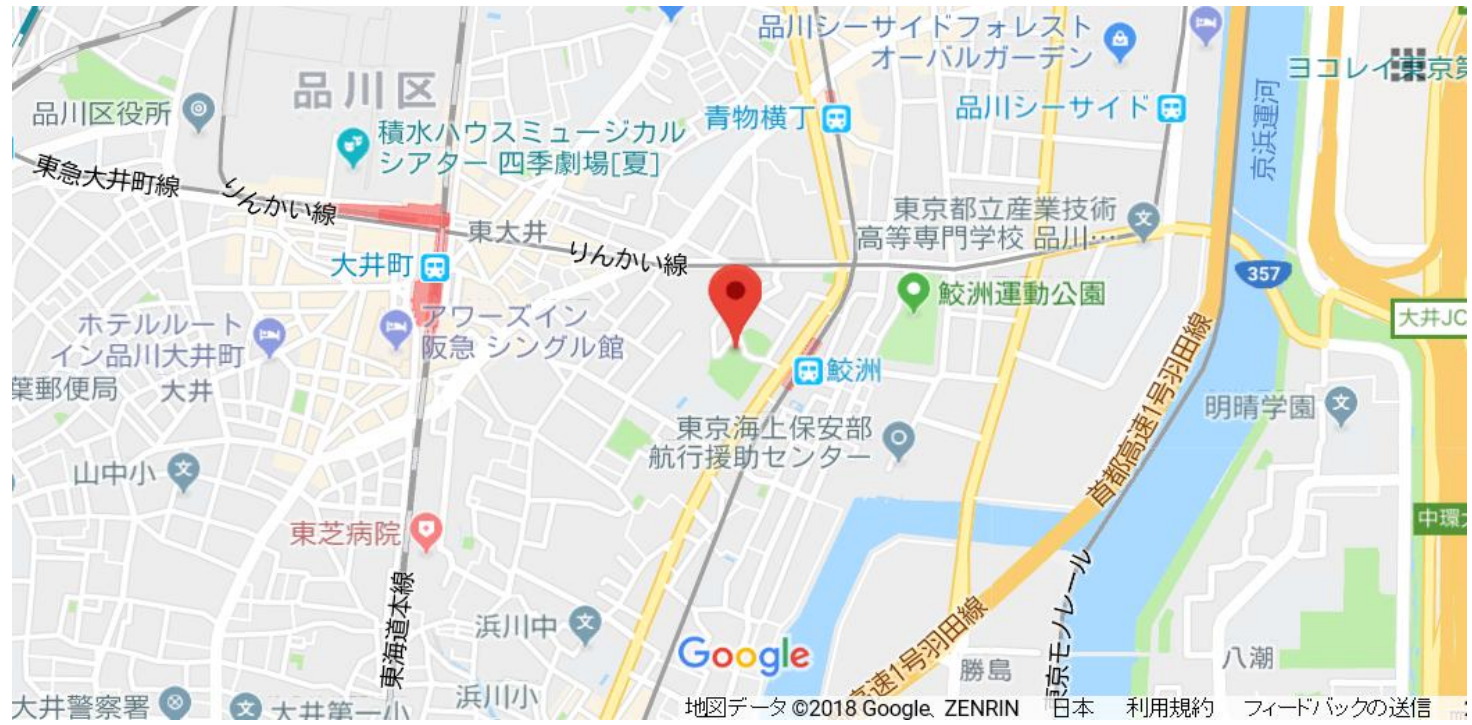 品川シーサイドフォレスト
オーバルガーデン
品川区
品川区役所
積水ハウスミュージカル
シアター 四季劇場[夏]
青物横丁
品川シーサイド
京浜運河
東急大井町線
りんかい線
東大井
りんかい線
東京都立産業技術
高等専門学校 品川…
大井町
鮫洲運動公園
357
大井JC
ホテルルート
イン品川大井町
アワーズイン
阪急 シングル館
葉郵便局
大井
鮫洲
首都高速1号羽田線
明晴学園
東京海上保安部
航行援助センター
山中小
東芝病院
東海道本線
浜川中
Google
速1号羽田線
東京モノレール
勝島
八潮
大井警察署
大井第一小
浜川小
地図データ ©2018 Google、ZENRIN 日本 利用規約 フィードバックの送信